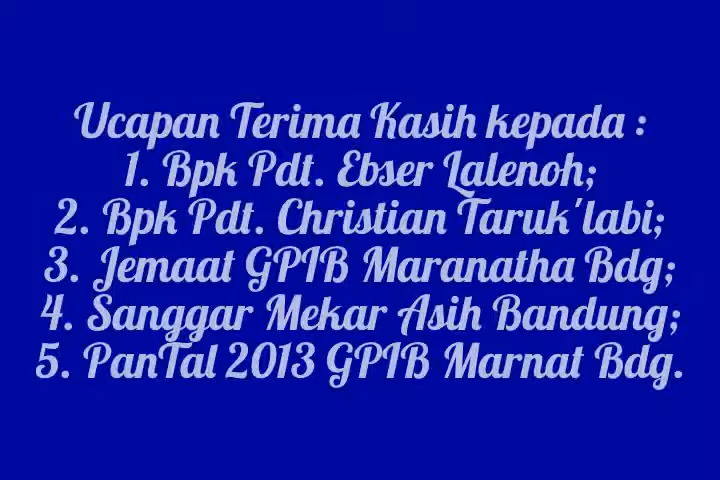 Ucapan Terima Kasih kepada :
1. Bpk Pdt. Ebser Lalenoh;
2. Bpk Pdt. Christian Taruk'labi;
3. Jemaat GPIB Maranatha Bdg;
4. Sanggar Mekar Asih Bandung;
5. PanTal 2013 GPIB Marnat Bdg.